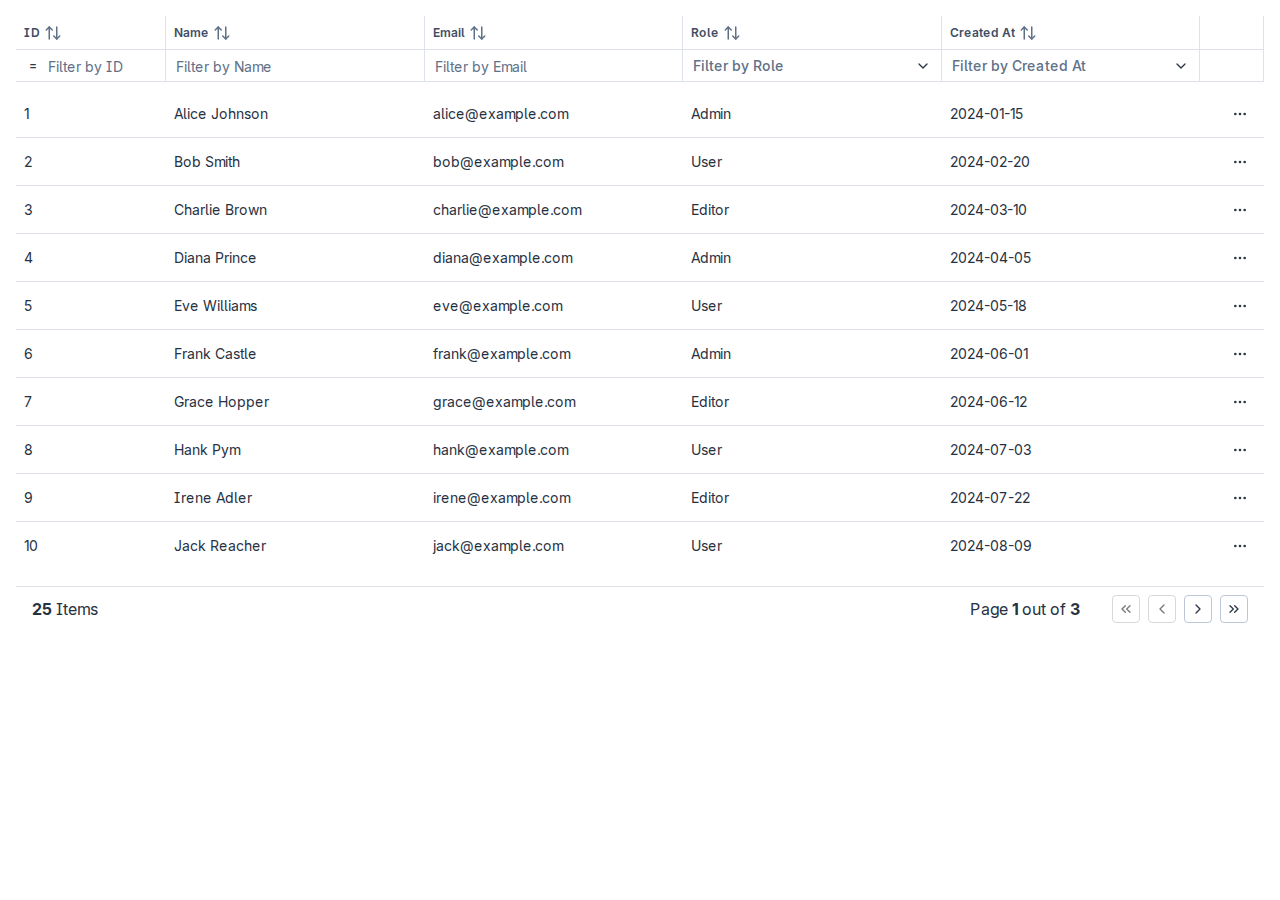 ID Name Email Role Created At
= Filter by ID Filter by Name Filter by Email Filter by Role Filter by Created At
1 Alice Johnson alice@example.com Admin 2024-01-15
2 Bob Smith bob@example.com User 2024-02-20
3 Charlie Brown charlie@example.com Editor 2024-03-10
4 Diana Prince diana@example.com Admin 2024-04-05
5 Eve Williams eve@example.com User 2024-05-18
6 Frank Castle frank@example.com Admin 2024-06-01
7 Grace Hopper grace@example.com Editor 2024-06-12
8 Hank Pym hank@example.com User 2024-07-03
9 Irene Adler irene@example.com Editor 2024-07-22
10 Jack Reacher jack@example.com User 2024-08-09
25 Items Page 1 out of 3